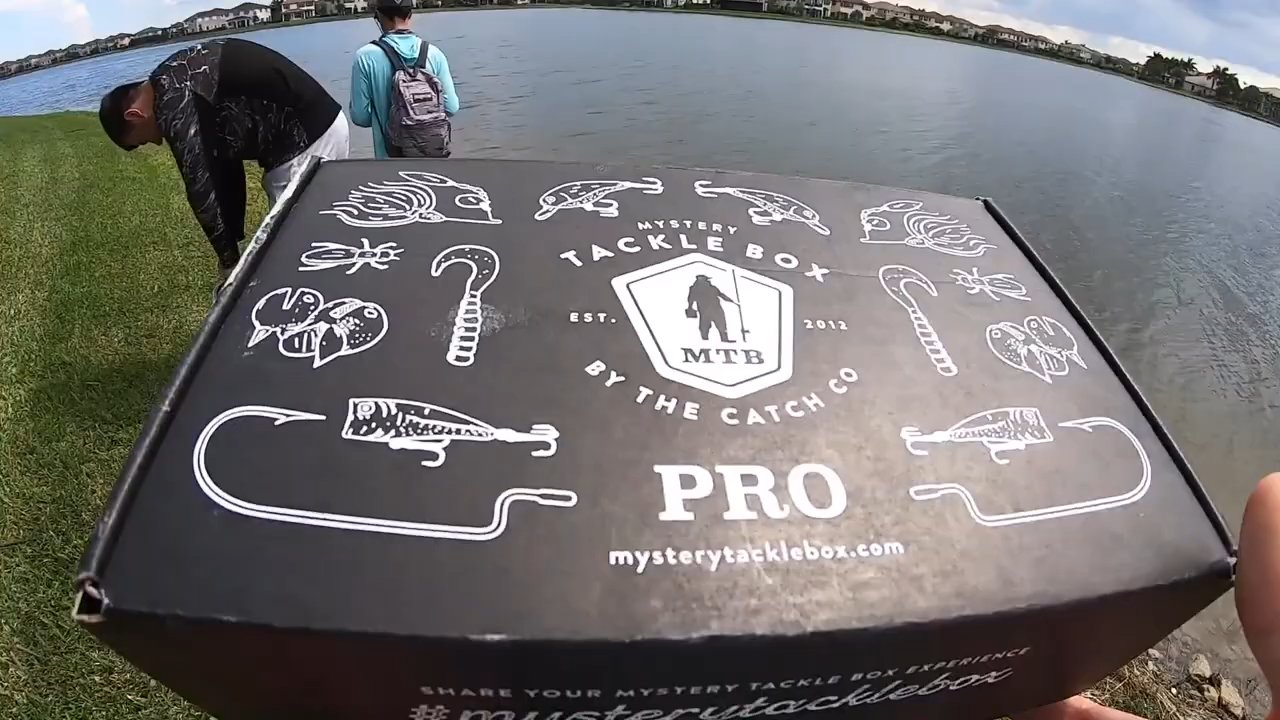 MYSTERY
TACKLE BOX
EST. 2012
MTB
BY THE CATCH CO
PRO
mysterytacklebox.com
SHARE YOUR MYSTERY TACKLE BOX EXPERIENCE
#mysterytacklebox